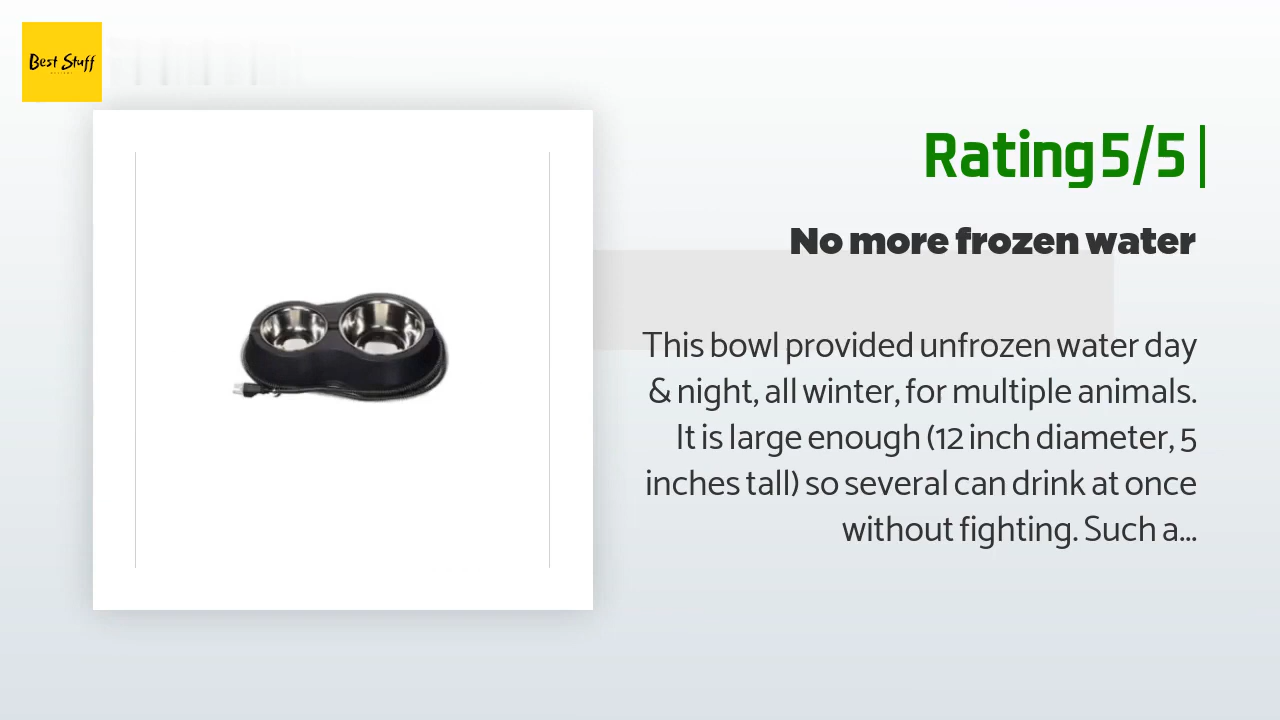 Best Stuff
Rating 5/5
No more frozen water
This bowl provided unfrozen water day
& night, all winter, for multiple animals.
It is large enough (12 inch diameter, 5
inches tall) so several can drink at once
without fighting. Such a...